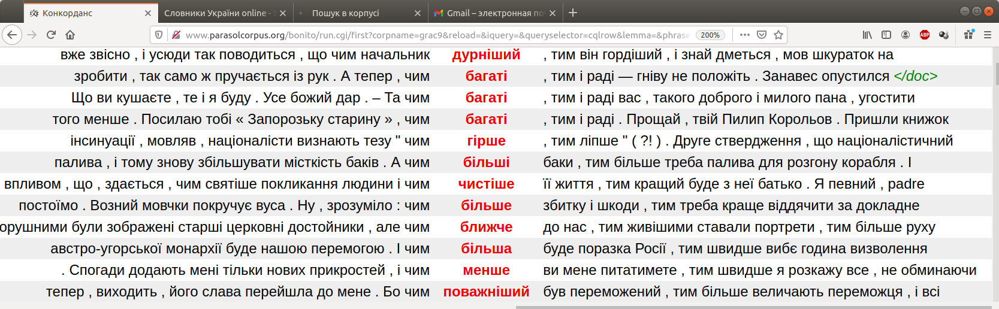 Конкорданс
Словники України online -
Пошук в корпусі
Gmail – электронная по
www.parasolcorpus.org/bonito/run.cgi/first?corpname=grac9&reload=&iquery=&queryselector=cqlrow&lemma=&phrase
200%
ABP
вже звісно , і усюди так поводиться , що чим начальник дурніший , тим він гордіший , і знай дметься , мов шкураток на
зробити , так само ж пручається із рук . А тепер , чим багаті , тим і раді — гніву не положіть . Занавес опустился </doc>
Що ви кушаєте , те і я буду . Усе божий дар . – Та чим багаті , тим і раді вас , такого доброго і милого пана , угостити
того менше . Посилаю тобі « Запорозьку старину » , чим багаті , тим і раді . Прощай , твій Пилип Корольов . Пришли книжок
інсинуації , мовляв , націоналісти визнають тезу " чим гірше , тим ліпше " ( ?! ) . Друге ствердження , що націоналістичний
палива , і тому знову збільшувати місткість баків . А чим більші баки , тим більше треба палива для розгону корабля . І
впливом , що , здається , чим святіше покликання людини і чим чистіше її життя , тим кращий буде з неї батько . Я певний , padre
постоїмо . Возний мовчки покручує вуса . Ну , зрозуміло : чим більше збитку і шкоди , тим треба краще віддячити за докладне
орушними були зображені старші церковні достойники , але чим ближче до нас , тим живішими ставали портрети , тим більше руху
австро-угорської монархії буде нашою перемогою . І чим більша буде поразка Росії , тим швидше вибє година визволення
. Спогади додають мені тільки нових прикростей , і чим менше ви мене питатимете , тим швидше я розкажу все , не обминаючи
тепер , виходить , його слава перейшла до мене . Бо чим поважніший був переможений , тим більше величають переможця , і всі